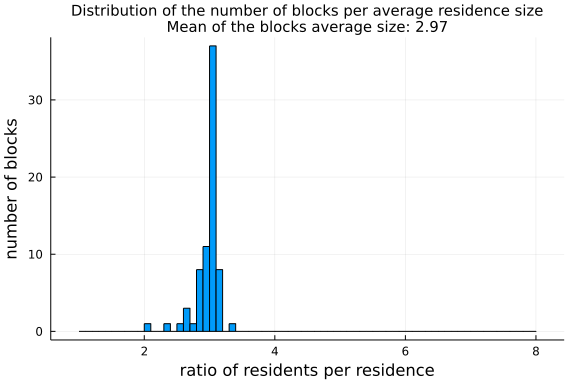 Distribution of the number of blocks per average residence size
Mean of the blocks average size: 2.97
number of blocks
30
20
10
0
2
4
6
8
ratio of residents per residence